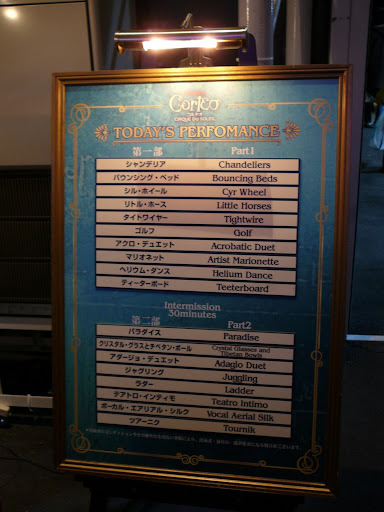 Corteo
コルテオ
CIRQUE DU SOLEIL
TODAY'S PERFOMANCE
第一部 Part1
シャンデリア Chandeliers
バウンシング・ベッド Bouncing Beds
シル・ホイール Cyr Wheel
リトル・ホース Little Horses
タイトワイヤー Tightwire
ゴルフ Golf
アクロ・デュエット Acrobatic Duet
マリオネット Artist Marionette
ヘリウム・ダンス Helium Dance
ティーターボード Teeterboard
Intermission
30minutes
第二部 Part2
パラダイス Paradise
クリスタル・グラスとチベタン・ボール Crystal Glasses and Tibetan Bowls
アダージョ・デュエット Adagio Duet
ジャグリング Juggling
ラダー Ladder
テアトロ・インティモ Teatro Intimo
ボーカル・エアリアル・シルク Vocal Aerial Silk
ツアーニク Tournik